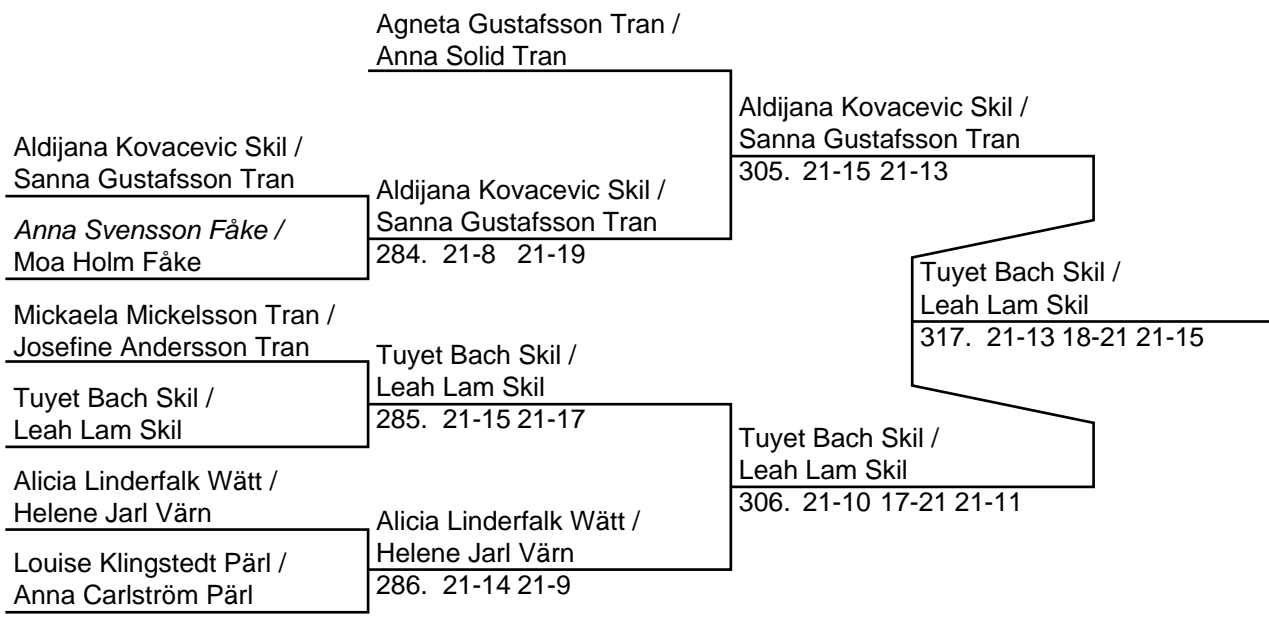 Agneta Gustafsson Tran /
Anna Solid Tran
Aldijana Kovacevic Skil /
Sanna Gustafsson Tran
305. 21-15 21-13
Aldijana Kovacevic Skil /
Sanna Gustafsson Tran
Aldijana Kovacevic Skil /
Sanna Gustafsson Tran
284. 21-8 21-19
Anna Svensson Fåke /
Moa Holm Fåke
Tuyet Bach Skil /
Leah Lam Skil
317. 21-13 18-21 21-15
Mickaela Mickelsson Tran /
Josefine Andersson Tran
Tuyet Bach Skil /
Leah Lam Skil
285. 21-15 21-17
Tuyet Bach Skil /
Leah Lam Skil
Tuyet Bach Skil /
Leah Lam Skil
306. 21-10 17-21 21-11
Alicia Linderfalk Wätt /
Helene Jarl Värn
Alicia Linderfalk Wätt /
Helene Jarl Värn
286. 21-14 21-9
Louise Klingstedt Pärl /
Anna Carlström Pärl